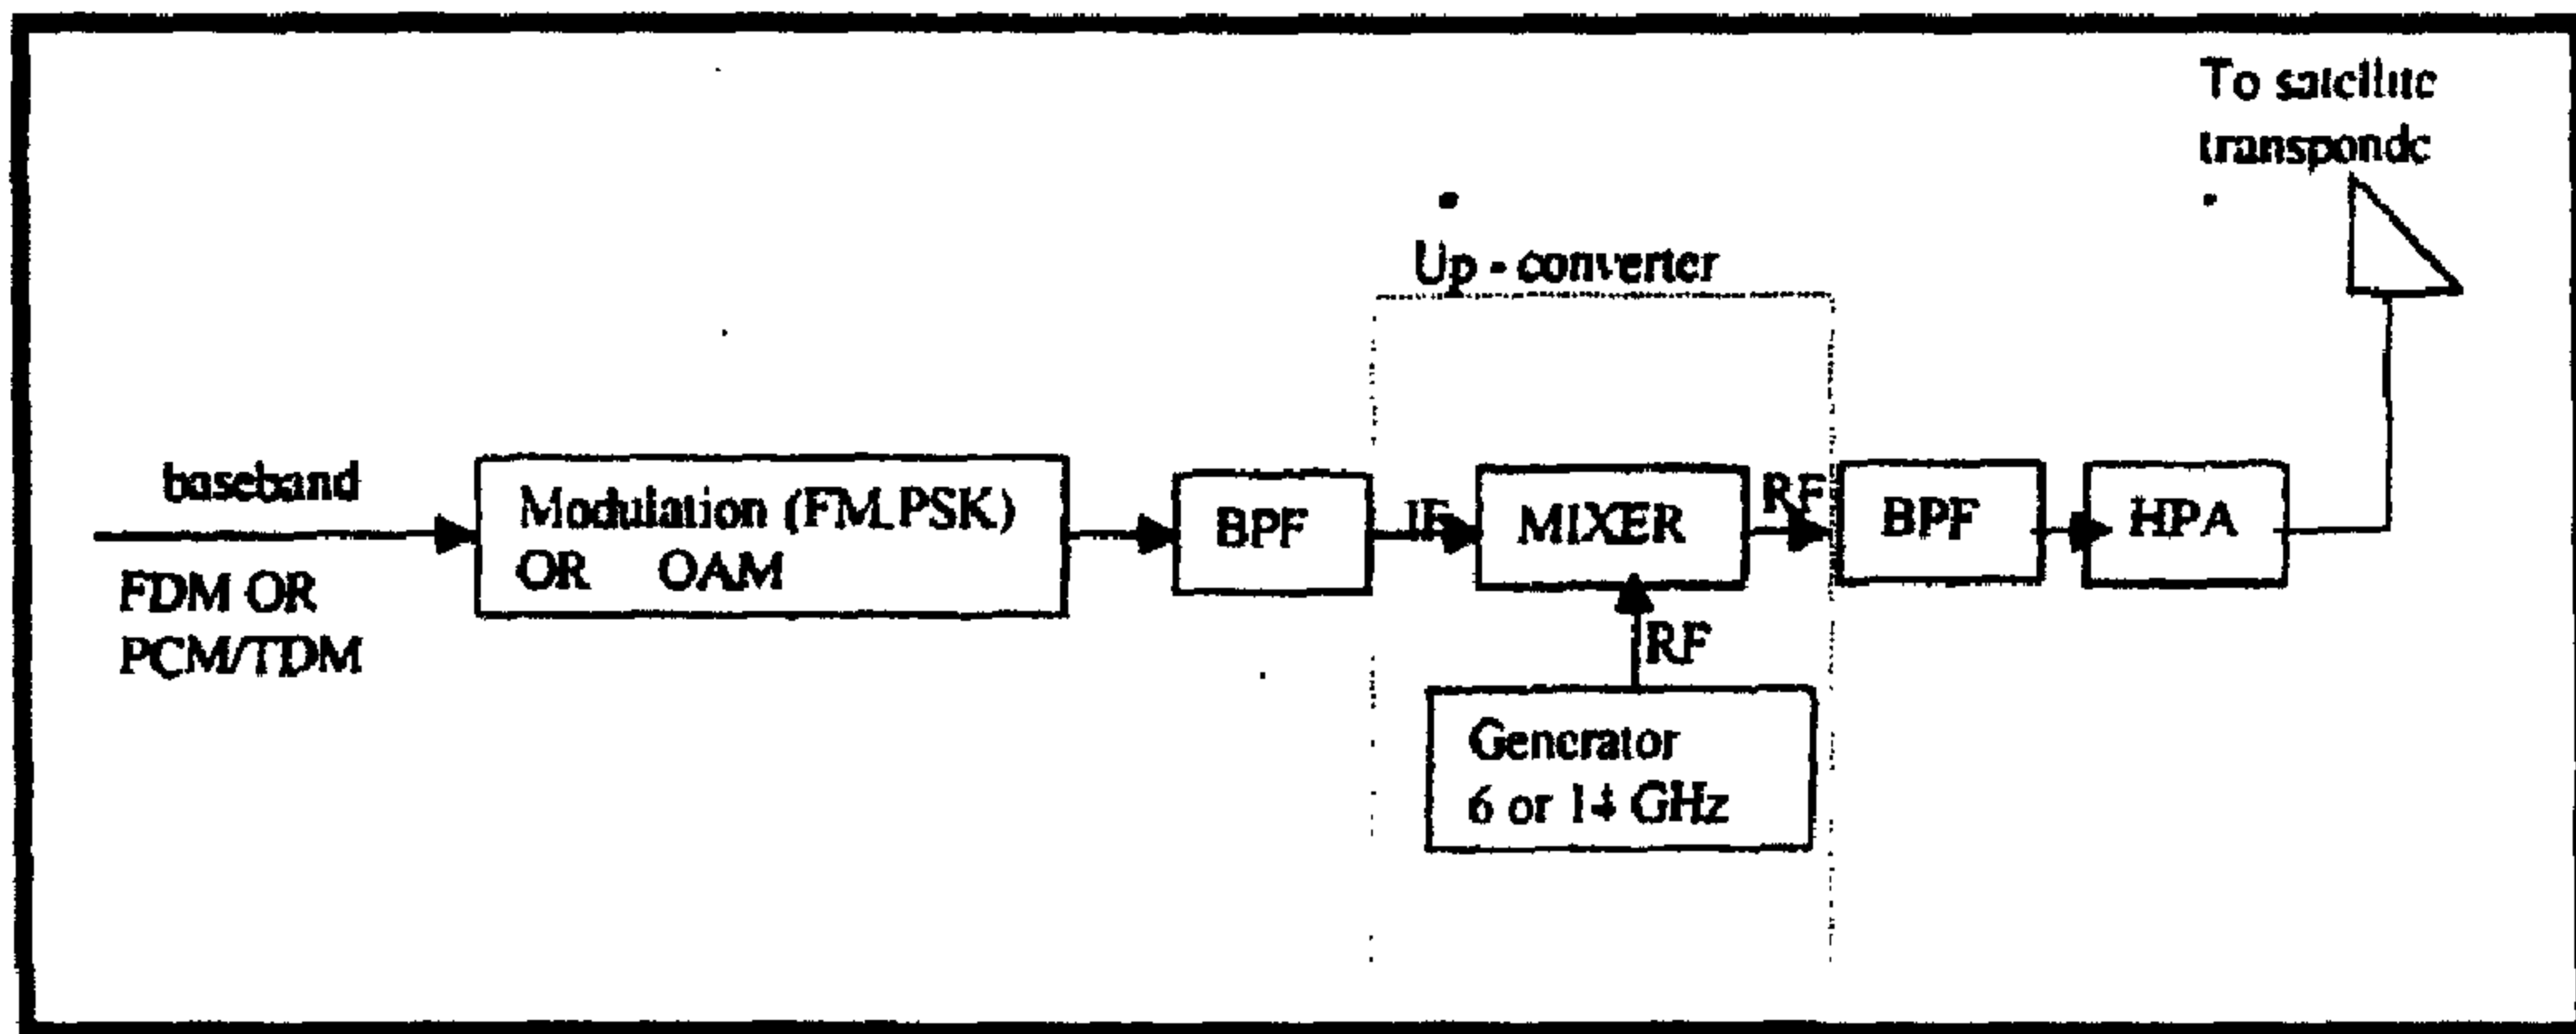 To satellite
transponde
Up - converter
baseband
Modulation (FM.PSK)
OR OAM
BPF
IF
MIXER
RF
BPF
HPA
FDM OR
PCM/TDM
RF
Generator
6 or 14 GHz